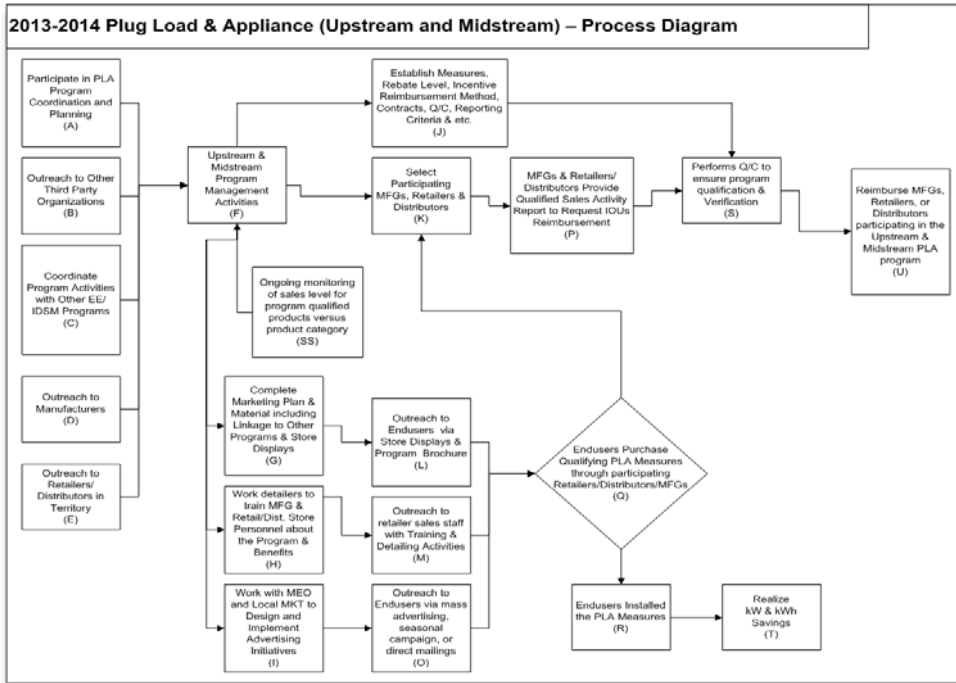 2013-2014 Plug Load & Appliance (Upstream and Midstream) – Process Diagram
Participate in PLA
Program
Coordination and
Planning
(A)
Outreach to Other
Third Party
Organizations
(B)
Coordinate
Program Activities
with Other EE/
IDSM Programs
(C)
Outreach to
Manufacturers
(D)
Outreach to
Retailers/
Distributors in
Territory
(E)
Upstream &
Midstream
Program
Management
Activities
(F)
Establish Measures,
Rebate Level, Incentive
Reimbursement Method,
Contracts, Q/C, Reporting
Criteria & etc.
(J)
Select
Participating
MFGs, Retailers &
Distributors
(K)
MFGs & Retailers/
Distributors Provide
Qualified Sales Activity
Report to Request IOUs
Reimbursement
(P)
Performs Q/C to
ensure program
qualification &
Verification
(S)
Reimburse MFGs,
Retailers, or
Distributors
participating in the
Upstream &
Midstream PLA
program
(U)
Ongoing monitoring
of sales level for
program qualified
products versus
product category
(SS)
Complete
Marketing Plan &
Material including
Linkage to Other
Programs & Store
Displays
(G)
Work detailers to
train MFG &
Retail/Dist. Store
Personnel about
the Program &
Benefits
(H)
Work with MEO
and Local MKT to
Design and
Implement
Advertising
Initiatives
(I)
Outreach to
Endusers via
Store Displays &
Program Brochure
(L)
Outreach to
retailer sales staff
with Training &
Detailing Activities
(M)
Outreach to
Endusers via mass
advertising,
seasonal
campaign, or
direct mailings
(O)
Endusers Purchase
Qualifying PLA Measures
through participating
Retailers/Distributors/MFGs
(Q)
Endusers Installed
the PLA Measures
(R)
Realize
kW & kWh
Savings
(T)